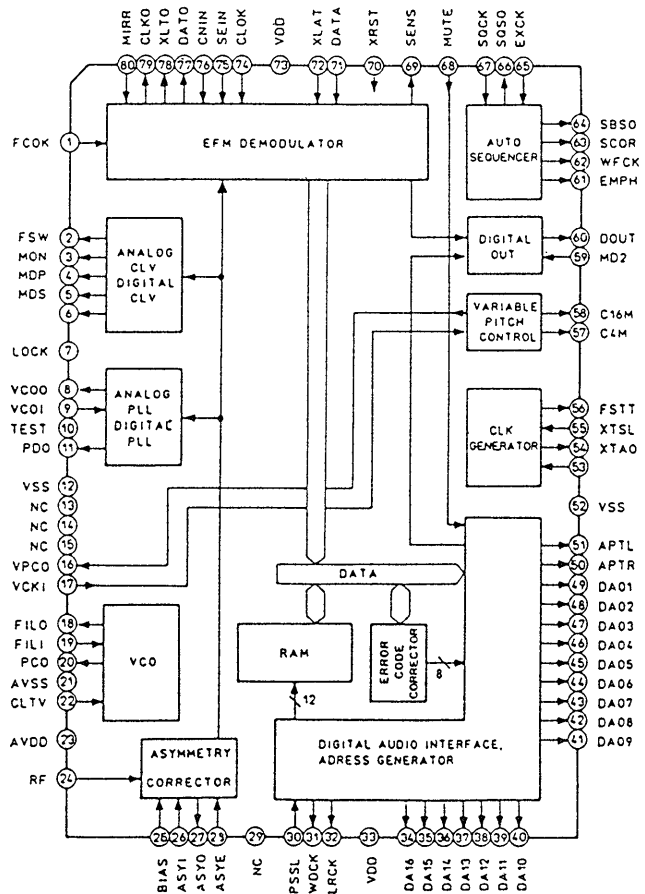 MIRR CLKO XLTO DATO CNIN SEIN CLOK VDD XLAT DATA XRST SENS MUTE SQCK SQSO EXCK
80 79 78 77 76 75 74 73 72 71 70 69 68 67 66 65
FCOK 1
EFM DEMODULATOR
AUTO
SEQUENCER
64 SBSO
63 SCOR
62 WFCK
61 EMPH
FSW 2
MON 3
MDP 4
MDS 5
6
ANALOG
CLV
DIGITAL
CLV
DIGITAL
OUT
60 DOUT
59 MD2
VARIABLE
PITCH
CONTROL
58 C16M
57 C4M
LOCK 7
VCOO 8
VCOI 9
TEST 10
PDO 11
ANALOG
PLL
DIGITAL
PLL
CLK
GENERATOR
56 FSTT
55 XTSL
54 XTAO
53
VSS 12
NC 13
NC 14
NC 15
VPCO 16
VCKI 17
52 VSS
51 APTL
50 APTR
49 DA01
48 DA02
47 DA03
46 DA04
45 DA05
44 DA06
43 DA07
42 DA08
41 DA09
DATA
FILO 18
FILI 19
PCO 20
AVSS 21
CLTV 22
VCO
RAM
ERROR
CODE
CORRECTOR
8
12
AVDD 23
RF 24
ASYMMETRY
CORRECTOR
DIGITAL AUDIO INTERFACE,
ADRESS GENERATOR
26 27 25 29 30 31 32 33 34 35 36 37 38 39 40
BIAS ASYI ASYO ASYE NC PSSL WDCK LRCK VDD DA16 DA15 DA14 DA13 DA12 DA11 DA10